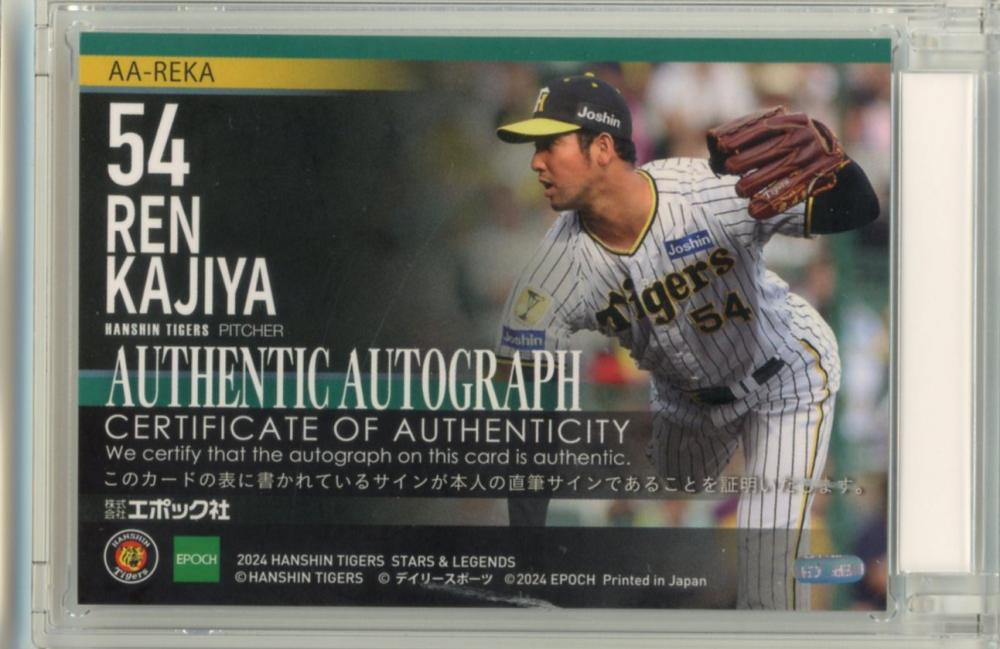 AA-REKA
54
REN
KAJIYA
HANSHIN TIGERS PITCHER
AUTHENTIC AUTOGRAPH
CERTIFICATE OF AUTHENTICITY
We certify that the autograph on this card is authentic.
このカードの表に書かれているサインが本人の直筆サインであることを証明いたします。
株式会社エポック社
HANSHIN
Tigers
EPOCH
2024 HANSHIN TIGERS STARS & LEGENDS
©HANSHIN TIGERS © デイリースポーツ ©2024 EPOCH Printed in Japan
Joshin
Joshin
Tigers
54
Joshin